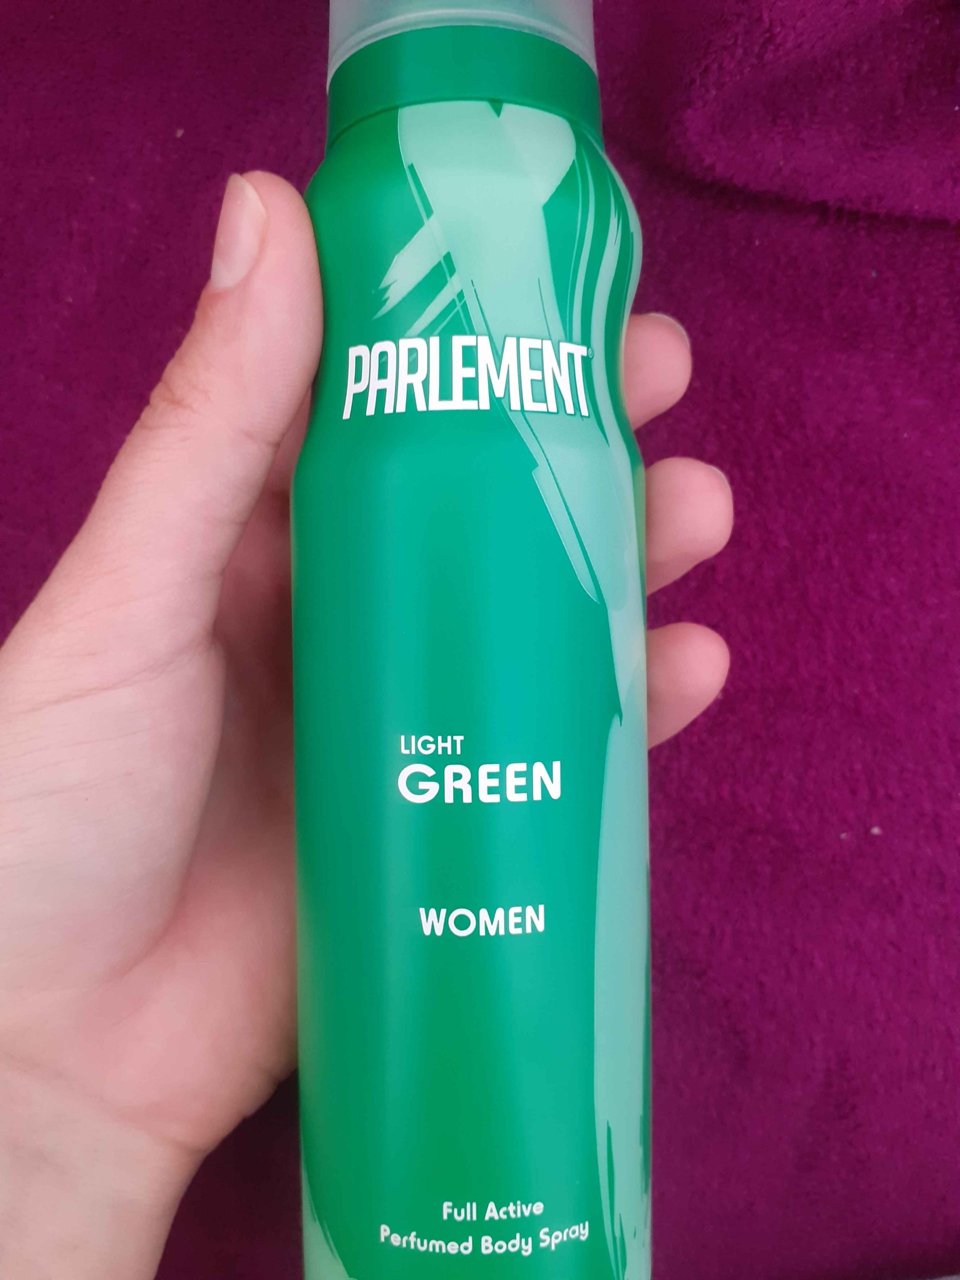 PARLEMENT®
LIGHT
GREEN
WOMEN
Full Active
Perfumed Body Spray